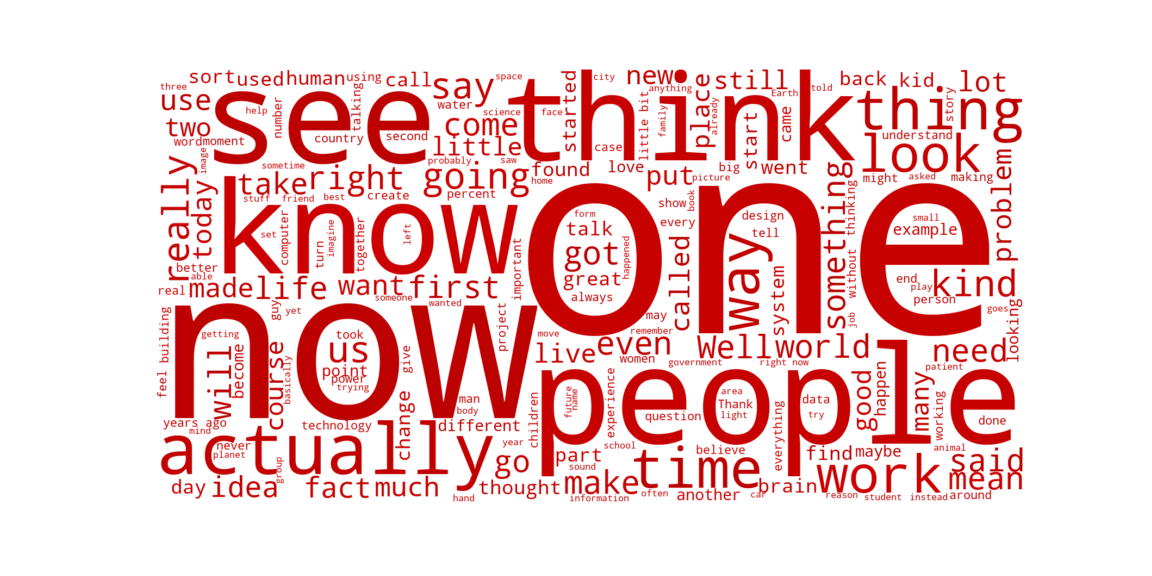 sort used human using call say space city new anything place still back kid lot
three use see think Earth told thing story
help number talking water started face already start came
two country second come science case little bit family look understand
wordmoment little
image sometime probably saw found love put big went might asked making
really today take right going home picture something thinking problem
stuff friend best create percent show book
know one form design small
set computer turn imagine together left talk every tell example
important got happened way system without
better able great called end play kind
real made life want first always person
someone wanted may job goes
guy yet project move remember looking
building getting now took live even well world need
feel will us women government right now patient
become course basically point power trying give people area good happen many working
man body children experience future name Thank data
years ago technology change different question light try done
mind actually year school believe everything find maybe animal said
never planet group go part sound time work mean
day idea fact much thought make brain
hand information often another car reason student instead around